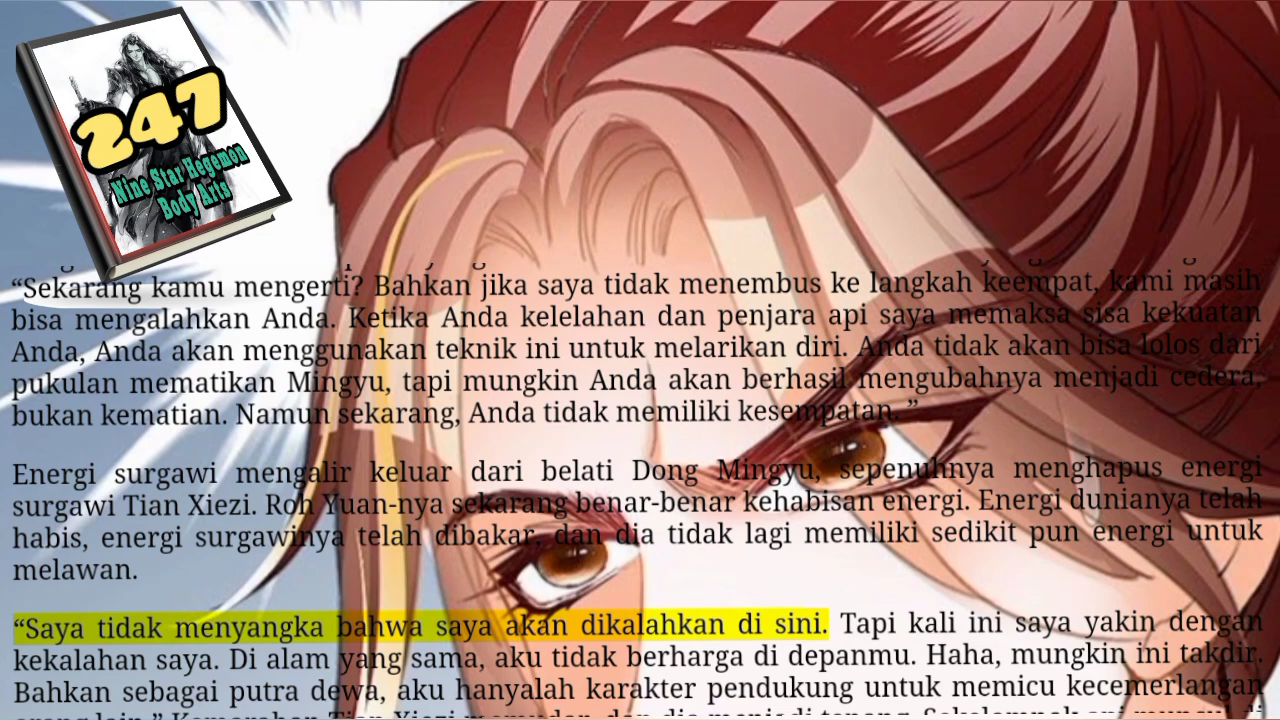 247
Nine Star Hegemon
Body Arts
“Sekarang kamu mengerti? Bahkan jika saya tidak menembus ke langkah keempat, kami masih
bisa mengalahkan Anda. Ketika Anda kelelahan dan penjara api saya memaksa sisa kekuatan
Anda, Anda akan menggunakan teknik ini untuk melarikan diri. Anda tidak akan bisa lolos dari
pukulan mematikan Mingyu, tapi mungkin Anda akan berhasil mengubahnya menjadi cedera,
bukan kematian. Namun sekarang, Anda tidak memiliki kesempatan. ”
Energi surgawi mengalir keluar dari belati Dong Mingyu, sepenuhnya menghapus energi
surgawi Tian Xiezi. Roh Yuan-nya sekarang benar-benar kehabisan energi. Energi dunianya telah
habis, energi surgawinya telah dibakar, dan dia tidak lagi memiliki sedikit pun energi untuk
melawan.
“Saya tidak menyangka bahwa saya akan dikalahkan di sini. Tapi kali ini saya yakin dengan
kekalahan saya. Di alam yang sama, aku tidak berharga di depanmu. Haha, mungkin ini takdir.
Bahkan sebagai putra dewa, aku hanyalah karakter pendukung untuk memicu kecemerlangan